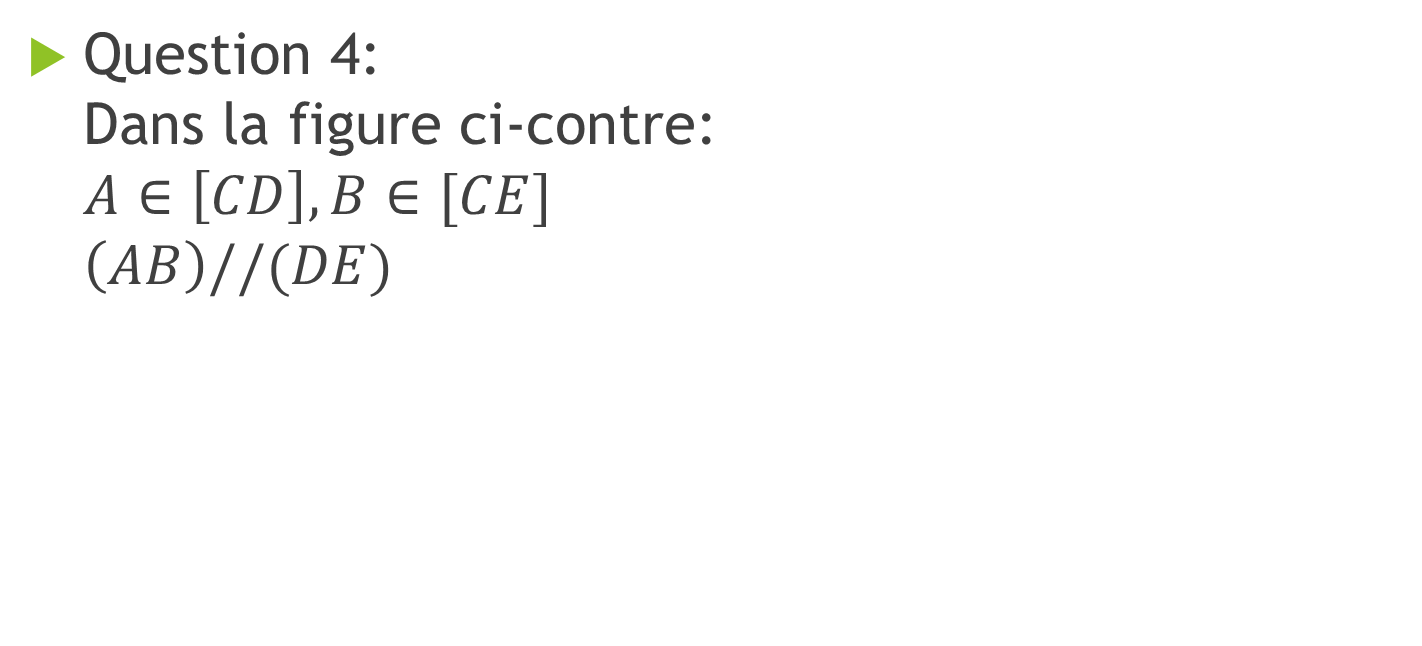 Question 4:
Dans la figure ci-contre:
A ∈ [CD], B ∈ [CE]
(AB)//(DE)